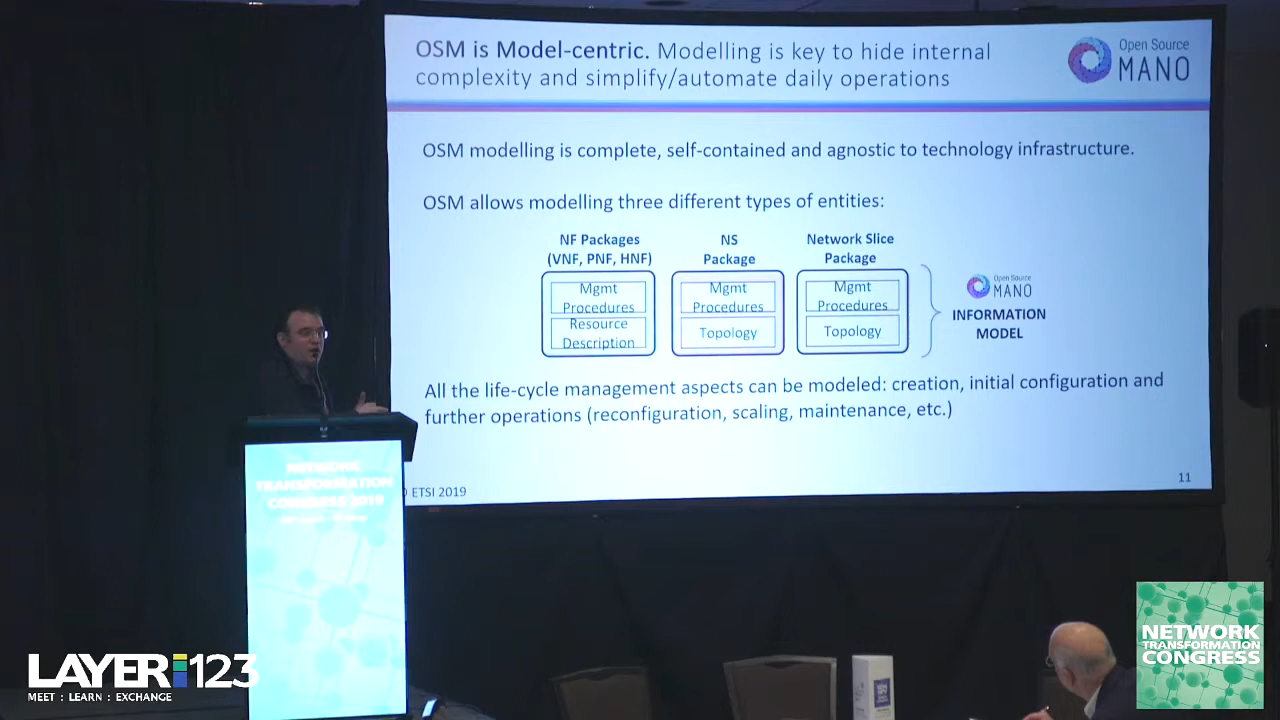 OSM is Model-centric. Modelling is key to hide internal
complexity and simplify/automate daily operations
Open Source
MANO
OSM modelling is complete, self-contained and agnostic to technology infrastructure.
OSM allows modelling three different types of entities:
NF Packages
(VNF, PNF, HNF)
NS
Package
Network Slice
Package
Mgmt
Procedures
Resource
Description
Mgmt
Procedures
Topology
Mgmt
Procedures
Topology
Open Source
MANO
INFORMATION
MODEL
All the life-cycle management aspects can be modeled: creation, initial configuration and
further operations (reconfiguration, scaling, maintenance, etc.)
ETSI 2019
11
NETWORK
TRANSFORMATION
CONGRESS 2019
LAYER123
MEET : LEARN : EXCHANGE
NETWORK
TRANSFORMATION
CONGRESS